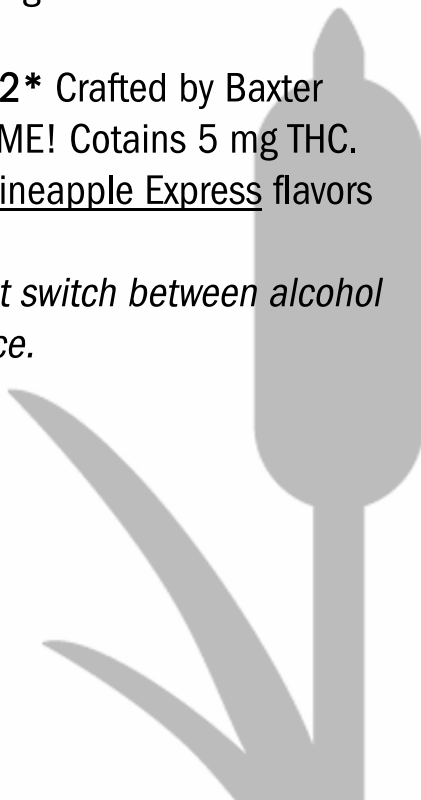 2* Crafted by Baxter
ME! Cotains 5 mg THC.
ineapple Express flavors
t switch between alcohol
ce.